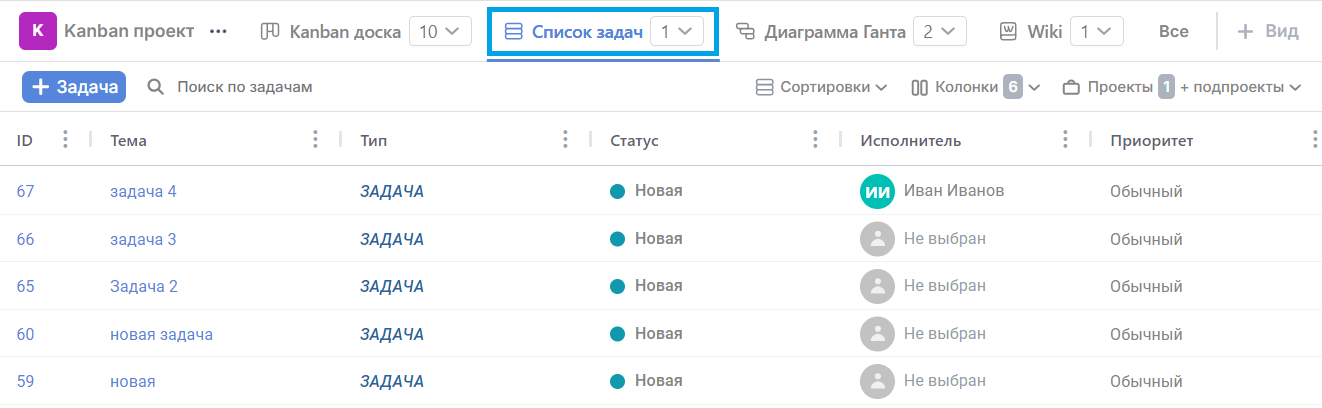 K Kanban проект ••• Kanban доска 10 Список задач 1 Диаграмма Ганта 2 Wiki 1 Все + Вид
+ Задача Поиск по задачам Сортировки Колонки 6 Проекты 1 + подпроекты
ID Тема Тип Статус Исполнитель Приоритет
67 задача 4 ЗАДАЧА Новая ИИ Иван Иванов Обычный
66 задача 3 ЗАДАЧА Новая Не выбран Обычный
65 Задача 2 ЗАДАЧА Новая Не выбран Обычный
60 новая задача ЗАДАЧА Новая Не выбран Обычный
59 новая ЗАДАЧА Новая Не выбран Обычный